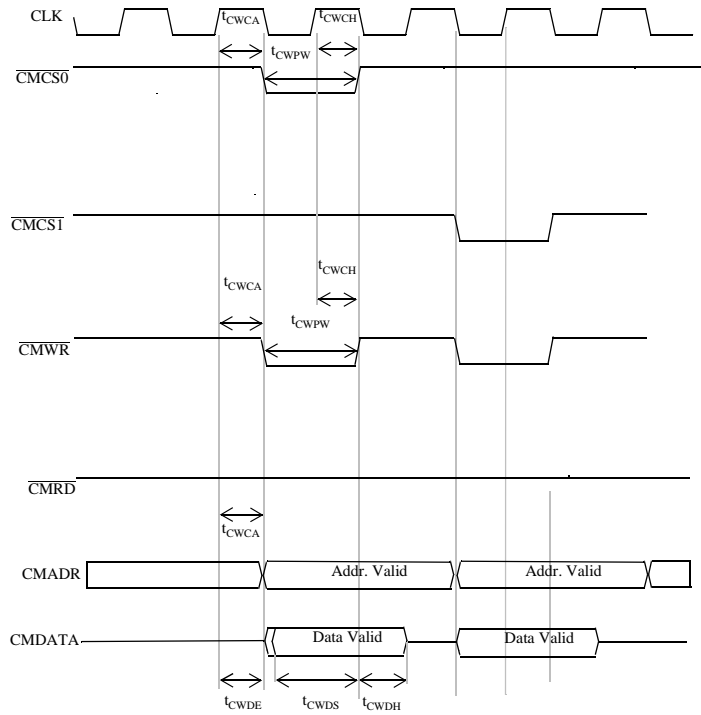 CLK
tCWCA
tCWCH
tCWPW
CMCS0
CMCS1
tCWCH
tCWCA
tCWPW
CMWR
CMRD
tCWCA
CMADR
Addr. Valid
Addr. Valid
CMDATA
Data Valid
Data Valid
tCWDE
tCWDS
tCWDH